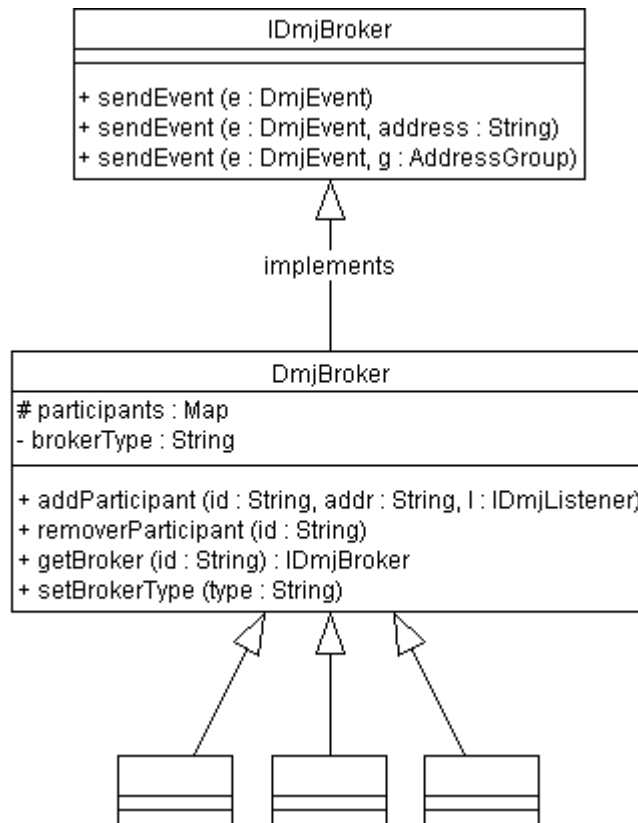 IDmjBroker
+ sendEvent (e : DmjEvent)
+ sendEvent (e : DmjEvent, address : String)
+ sendEvent (e : DmjEvent, g : AddressGroup)
implements
DmjBroker
# participants : Map
- brokerType : String
+ addParticipant (id : String, addr : String, l : IDmjListener)
+ removerParticipant (id : String)
+ getBroker (id : String) : IDmjBroker
+ setBrokerType (type : String)